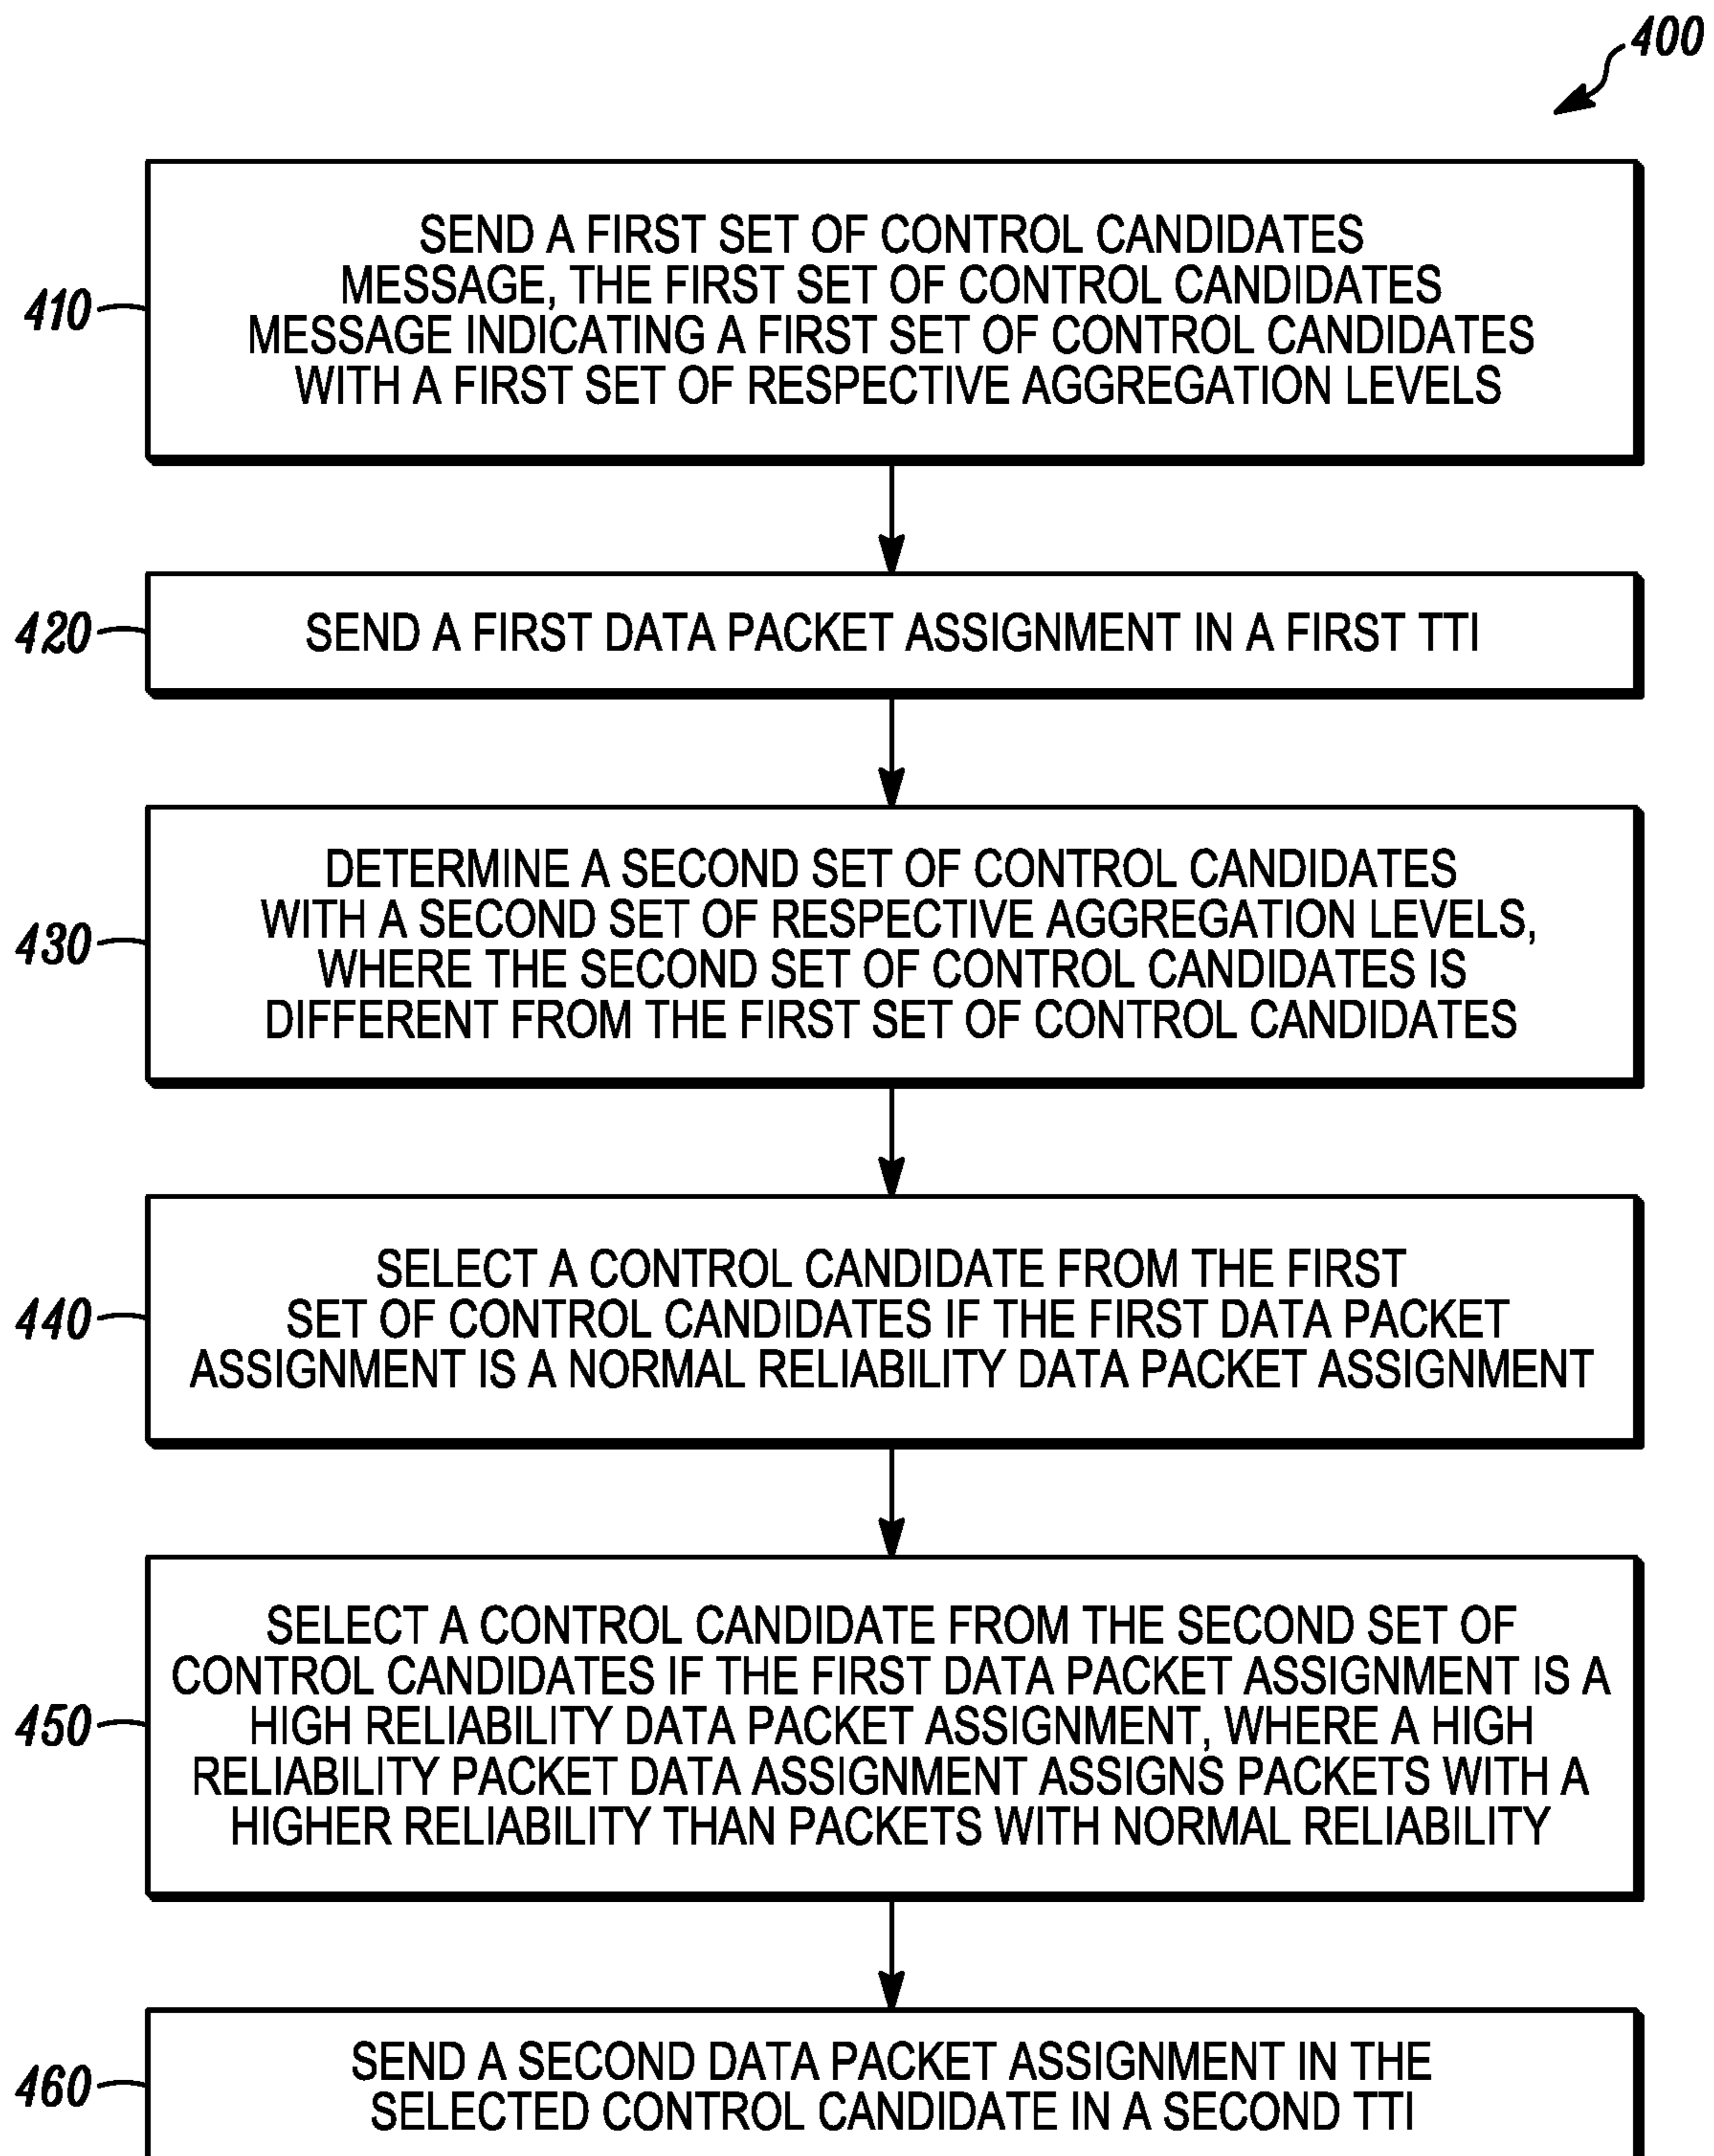 400
410
SEND A FIRST SET OF CONTROL CANDIDATES
MESSAGE, THE FIRST SET OF CONTROL CANDIDATES
MESSAGE INDICATING A FIRST SET OF CONTROL CANDIDATES
WITH A FIRST SET OF RESPECTIVE AGGREGATION LEVELS
420
SEND A FIRST DATA PACKET ASSIGNMENT IN A FIRST TTI
430
DETERMINE A SECOND SET OF CONTROL CANDIDATES
WITH A SECOND SET OF RESPECTIVE AGGREGATION LEVELS,
WHERE THE SECOND SET OF CONTROL CANDIDATES IS
DIFFERENT FROM THE FIRST SET OF CONTROL CANDIDATES
440
SELECT A CONTROL CANDIDATE FROM THE FIRST
SET OF CONTROL CANDIDATES IF THE FIRST DATA PACKET
ASSIGNMENT IS A NORMAL RELIABILITY DATA PACKET ASSIGNMENT
450
SELECT A CONTROL CANDIDATE FROM THE SECOND SET OF
CONTROL CANDIDATES IF THE FIRST DATA PACKET ASSIGNMENT IS A
HIGH RELIABILITY DATA PACKET ASSIGNMENT, WHERE A HIGH
RELIABILITY PACKET DATA ASSIGNMENT ASSIGNS PACKETS WITH A
HIGHER RELIABILITY THAN PACKETS WITH NORMAL RELIABILITY
460
SEND A SECOND DATA PACKET ASSIGNMENT IN THE
SELECTED CONTROL CANDIDATE IN A SECOND TTI